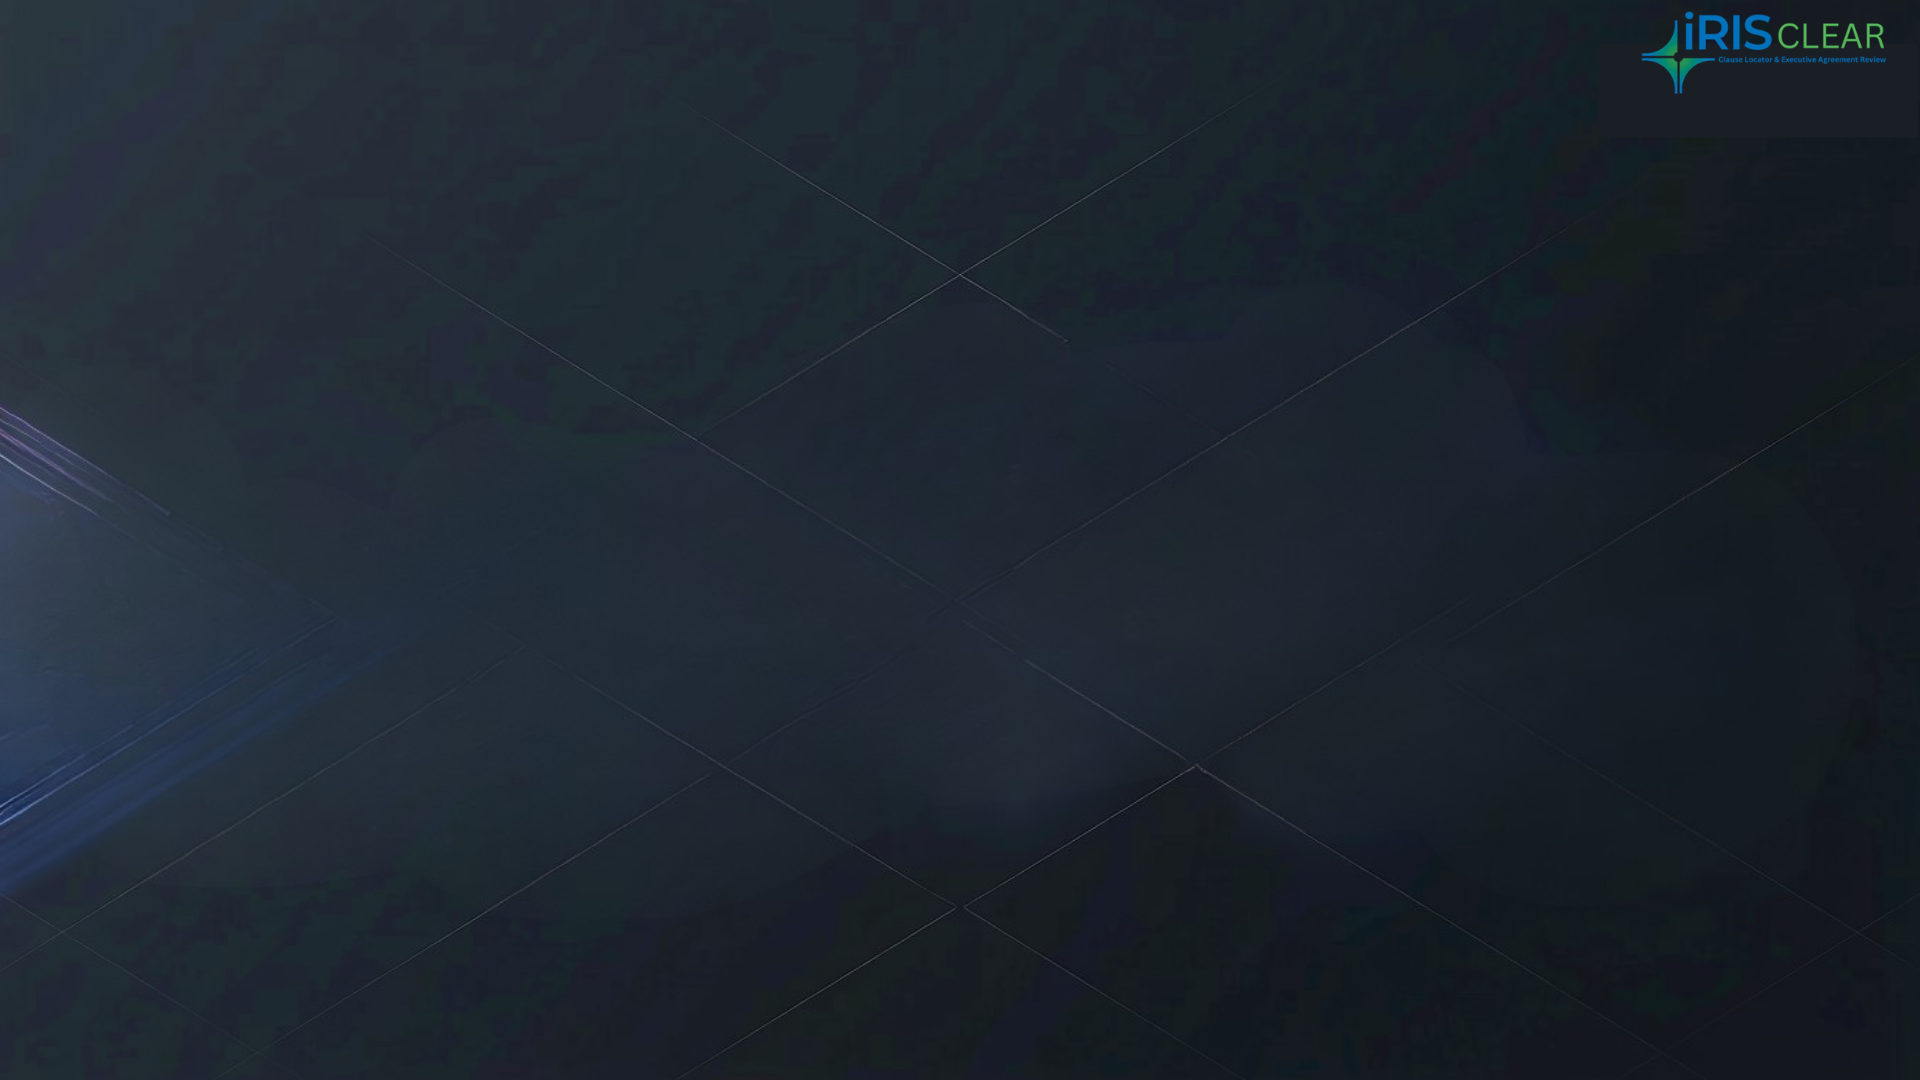 iRIS CLEAR
Clause Locator & Executive Agreement Review